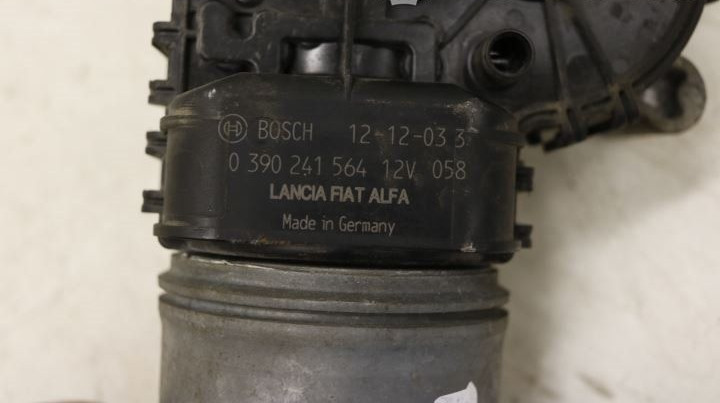 BOSCH 12-12-03 3
0 390 241 564 12V 058
LANCIA FIAT ALFA
Made in Germany